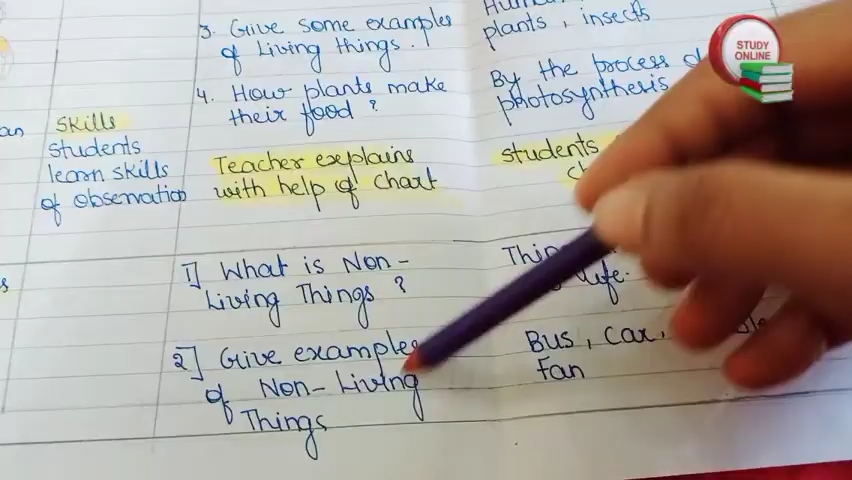 3. Give some examples
of Living things.
4. How plants make
their food ?
plants, insects
By the process
photosynthesis
Skills
students
learn skills
of observation
Teacher explains
with help of chart
students
1] What is Non-
Living Things ?
life.
2] Give examples
of Non-Living
Things
Bus, Car,
Fan
STUDY
ONLINE